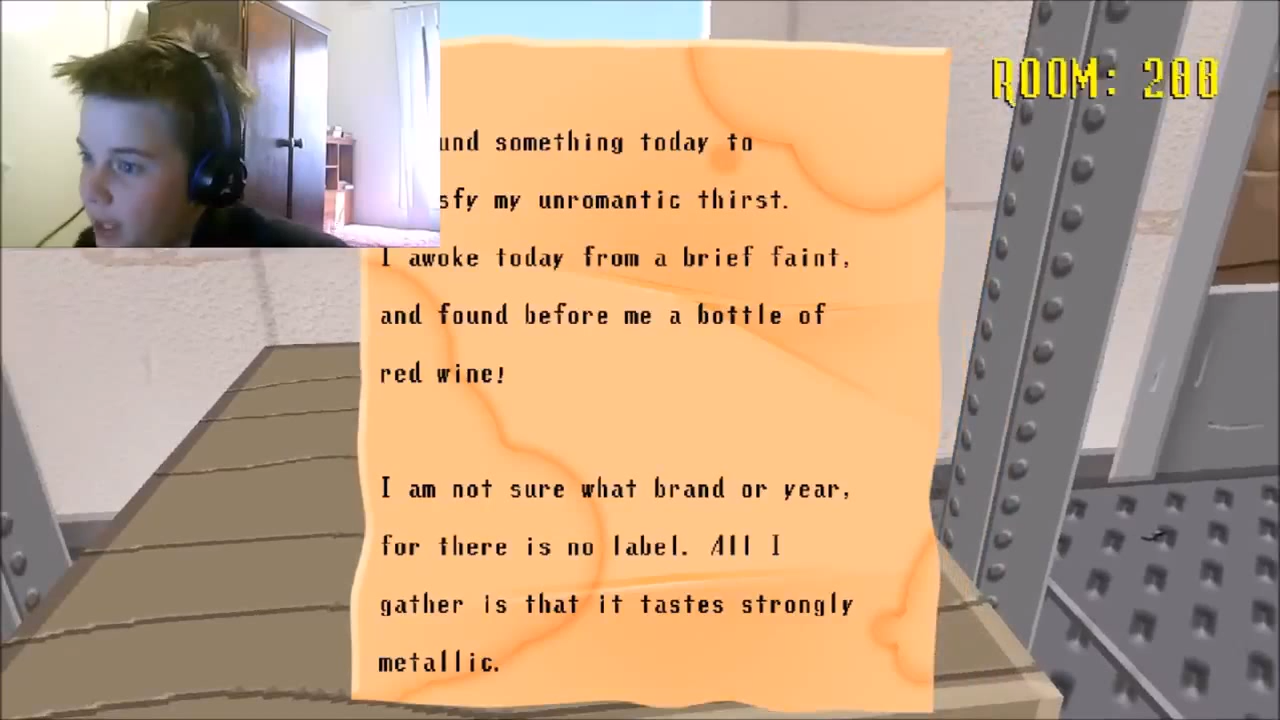 ROOM: 200
und something today to
sfy my unromantic thirst.
I awoke today from a brief faint,
and found before me a bottle of
red wine!
I am not sure what brand or year,
for there is no label. All I
gather is that it tastes strongly
metallic.